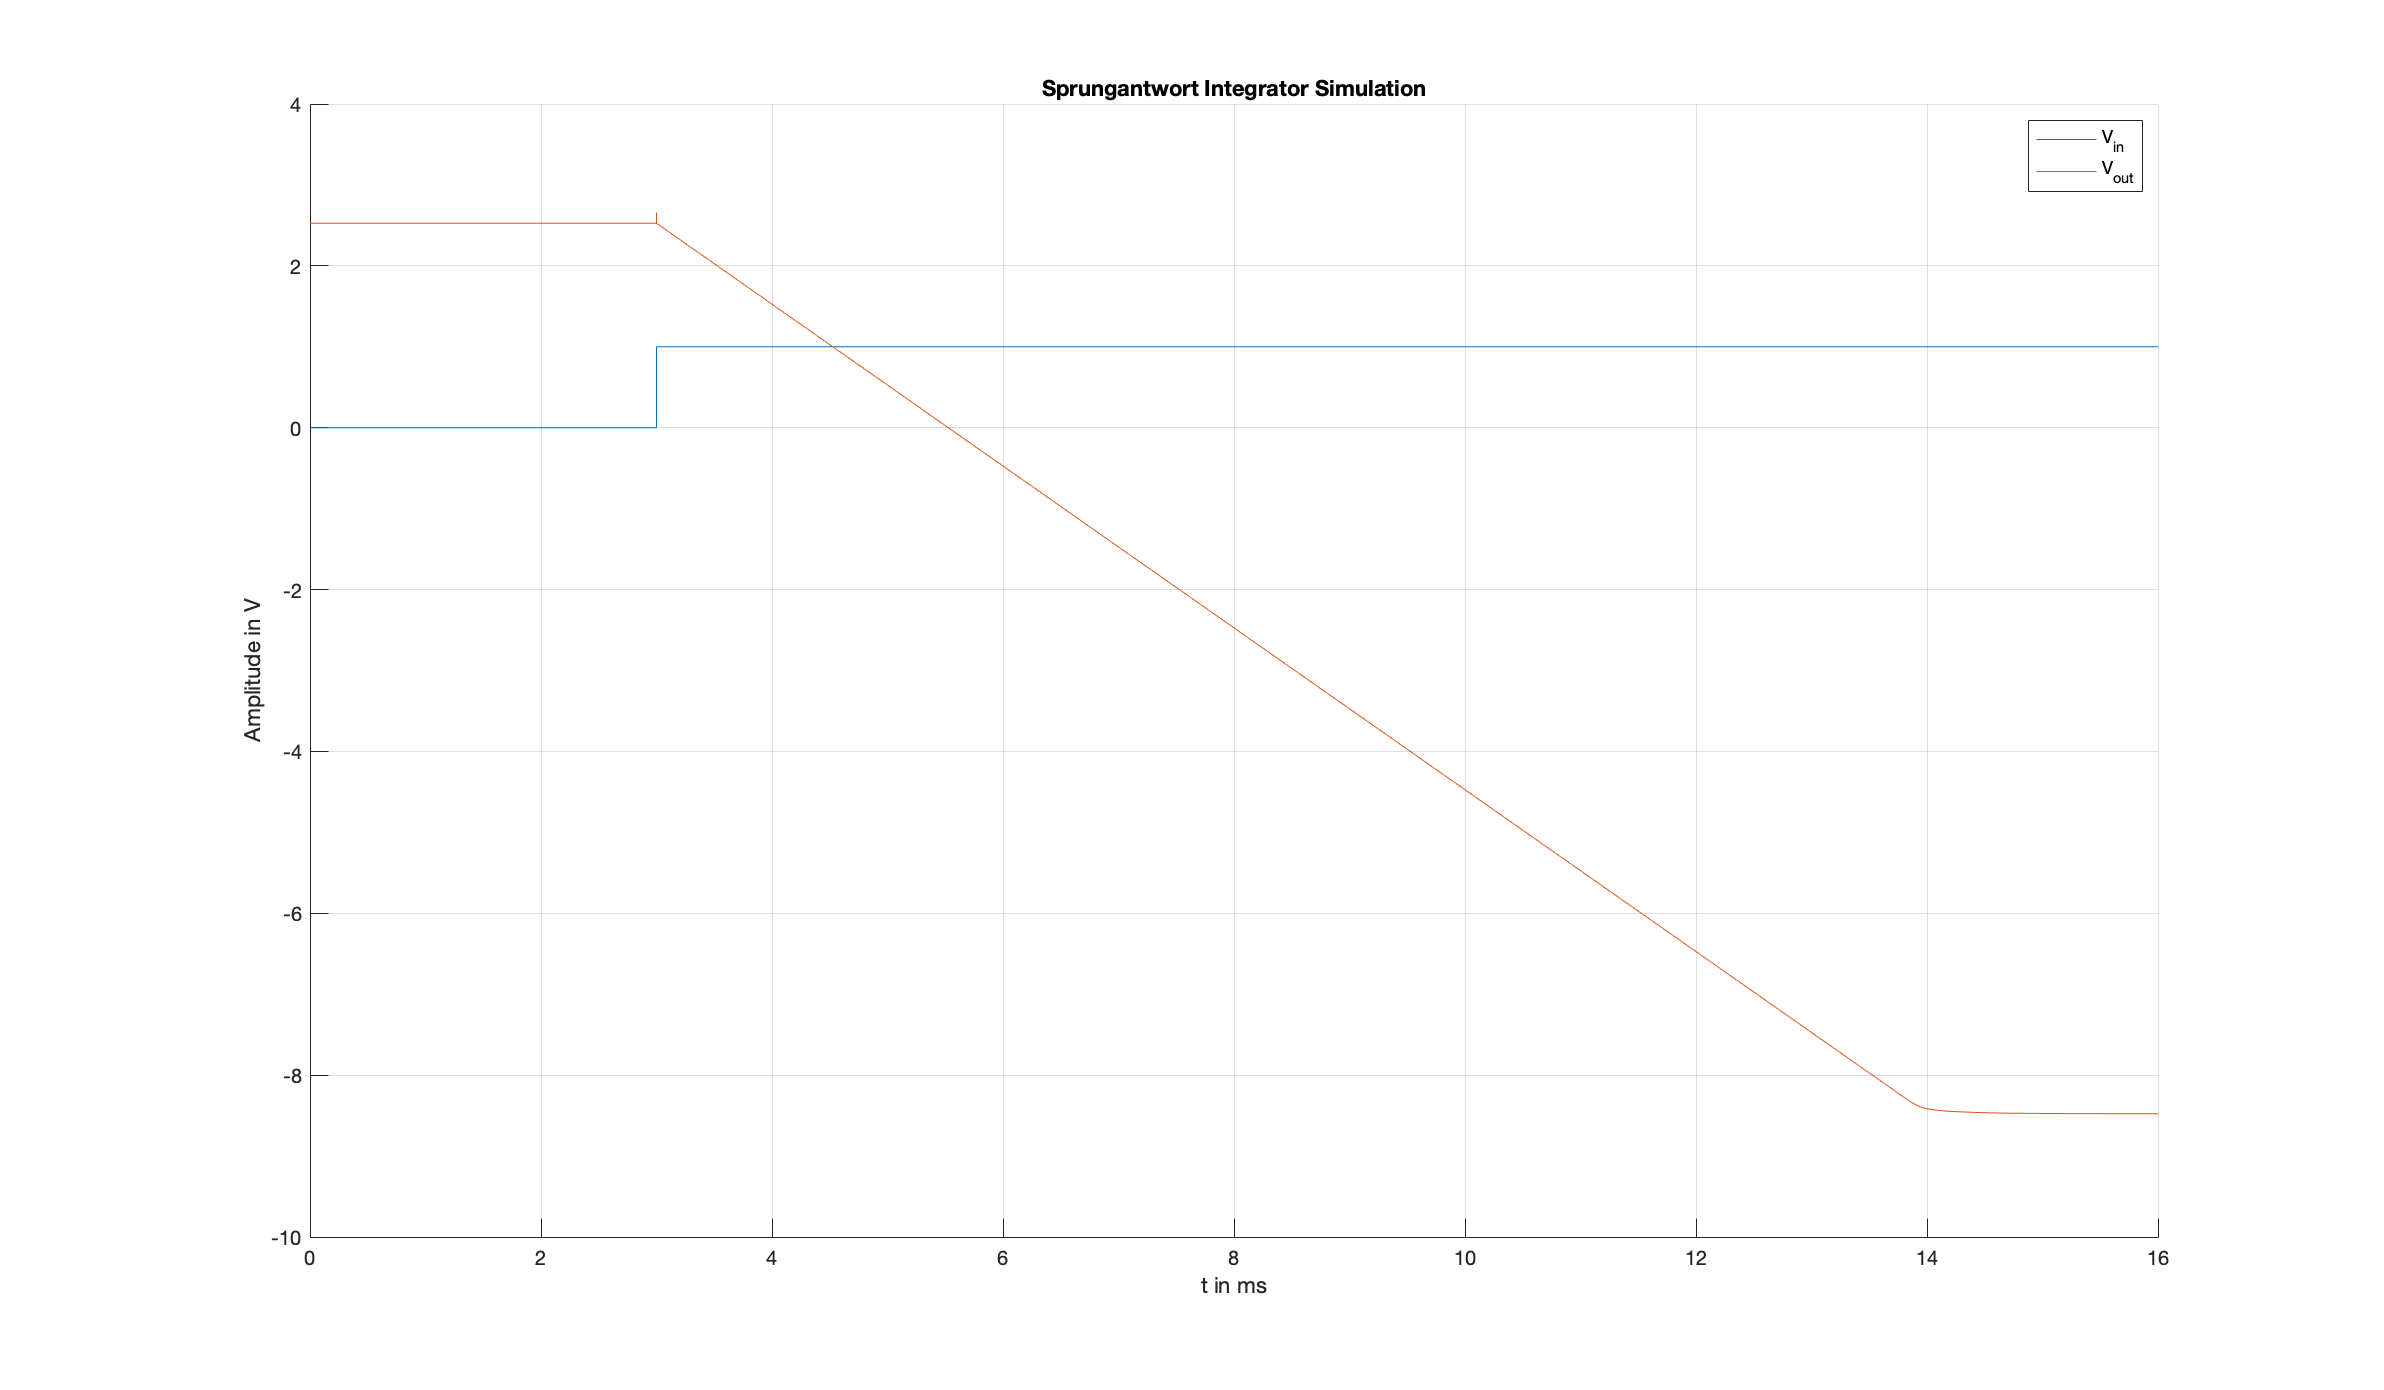 Sprungantwort Integrator Simulation
V_in
V_out
4
2
0
-2
-4
-6
-8
-10
Amplitude in V
0 2 4 6 8 10 12 14 16
t in ms